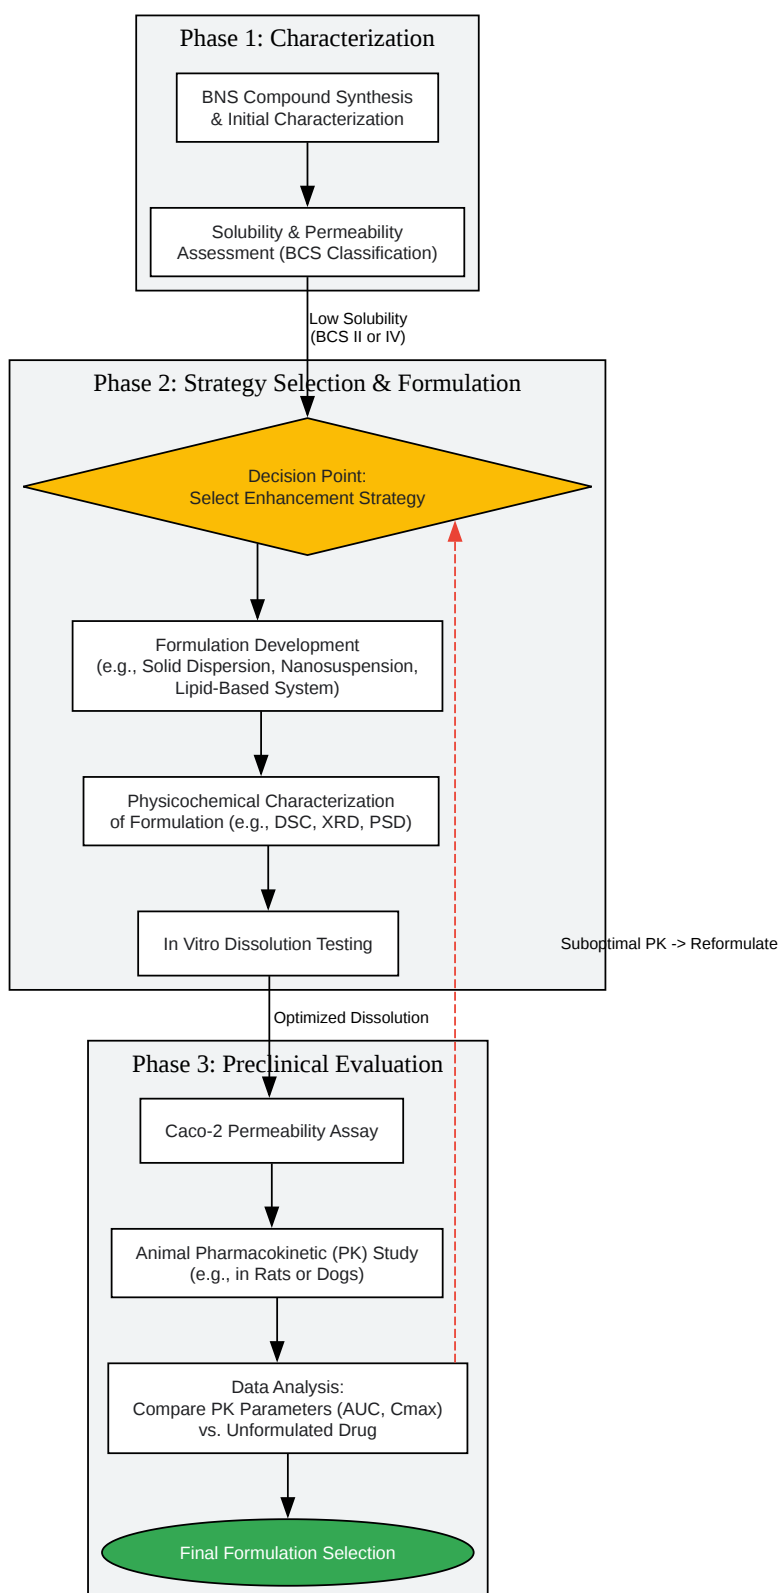 Phase 1: Characterization
BNS Compound Synthesis
& Initial Characterization
Solubility & Permeability
Assessment (BCS Classification)
Low Solubility
(BCS II or IV)
Phase 2: Strategy Selection & Formulation
Decision Point:
Select Enhancement Strategy
Formulation Development
(e.g., Solid Dispersion, Nanosuspension,
Lipid-Based System)
Physicochemical Characterization
of Formulation (e.g., DSC, XRD, PSD)
In Vitro Dissolution Testing
Suboptimal PK -> Reformulate
Optimized Dissolution
Phase 3: Preclinical Evaluation
Caco-2 Permeability Assay
Animal Pharmacokinetic (PK) Study
(e.g., in Rats or Dogs)
Data Analysis:
Compare PK Parameters (AUC, Cmax)
vs. Unformulated Drug
Final Formulation Selection